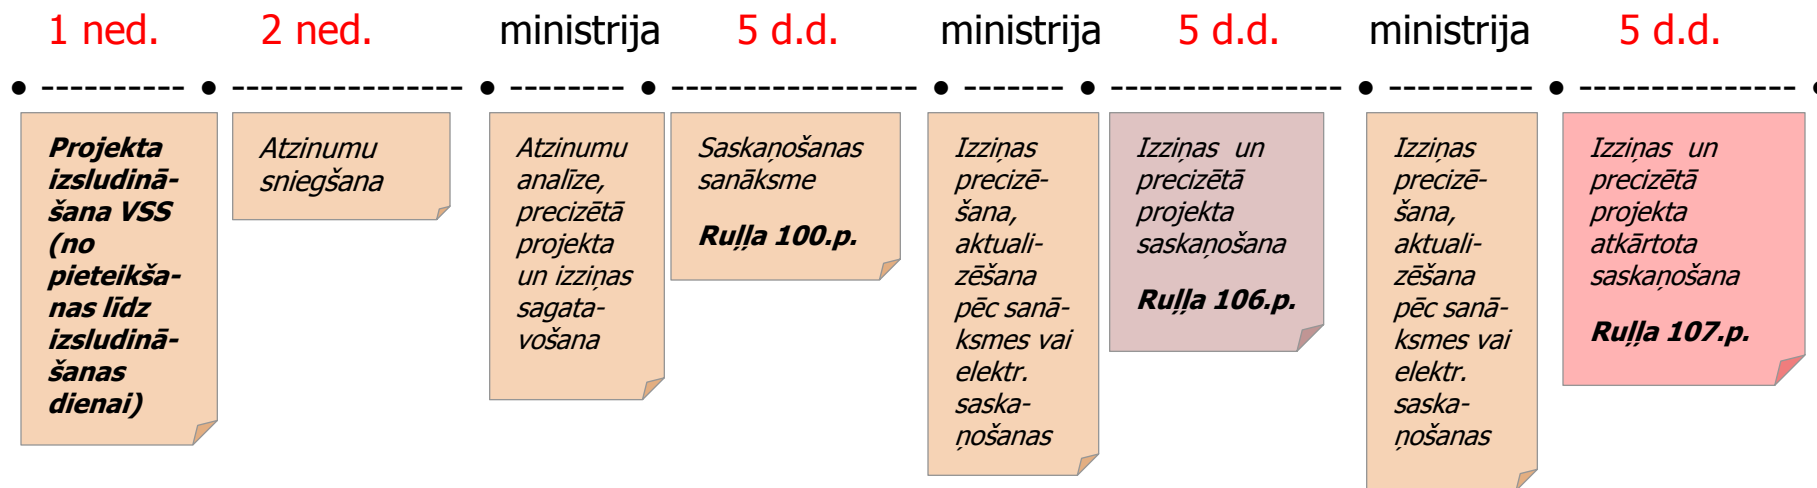 1 ned.
2 ned.
ministrija
5 d.d.
ministrija
5 d.d.
ministrija
5 d.d.
Projekta
izsludinā-
šana VSS
(no
pieteikša-
nas līdz
izsludinā-
šanas
dienai)
Atzinumu
sniegšana
Atzinumu
analīze,
precizētā
projekta
un izziņas
sagata-
vošana
Saskaņošanas
sanāksme
Ruļļa 100.p.
Izziņas
precizē-
šana,
aktuali-
zēšana
pēc sanā-
ksmes vai
elektr.
saska-
ņošanas
Izziņas un
precizētā
projekta
saskaņošana
Ruļļa 106.p.
Izziņas
precizē-
šana,
aktuali-
zēšana
pēc sanā-
ksmes vai
elektr.
saska-
ņošanas
Izziņas un
precizētā
projekta
atkārtota
saskaņošana
Ruļļa 107.p.